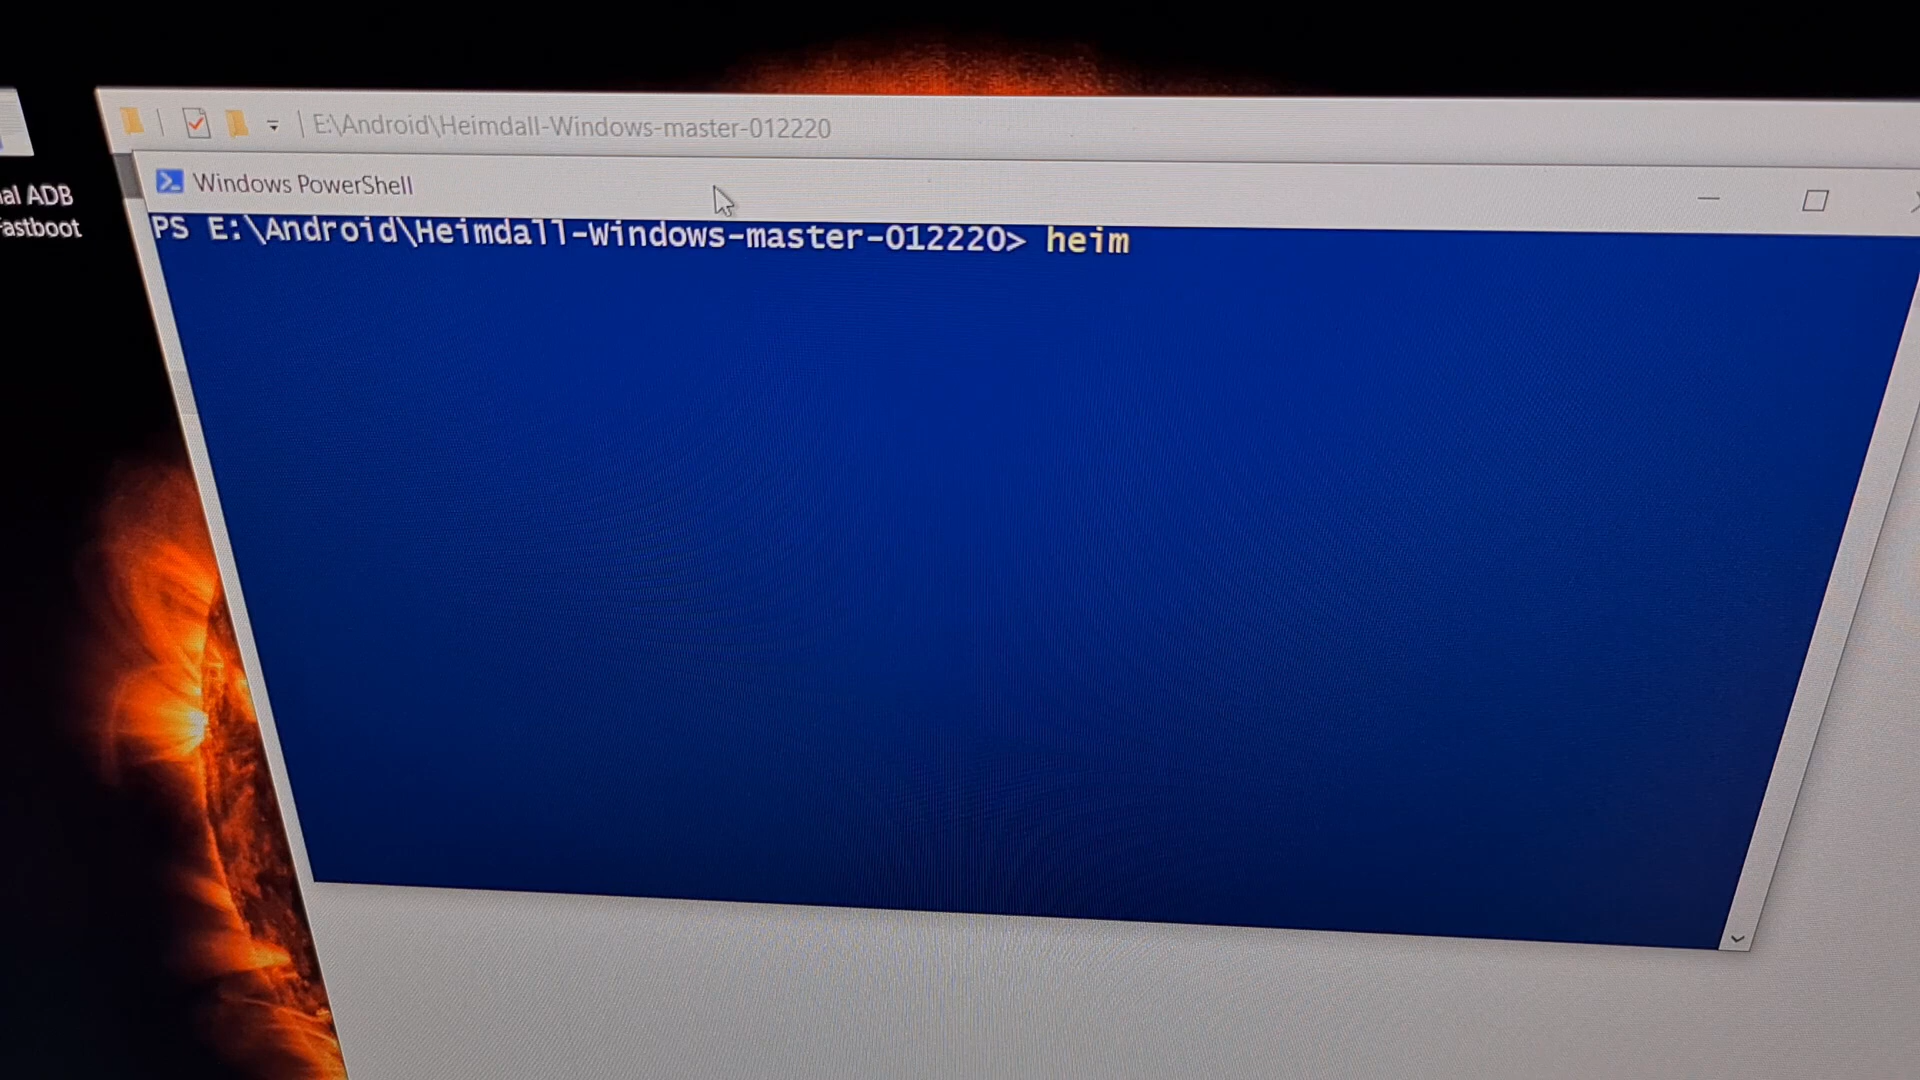 E:\Android\Heimdall-Windows-master-012220
Windows PowerShell
al ADB
astboot
PS E:\Android\Heimdall-Windows-master-012220> heim